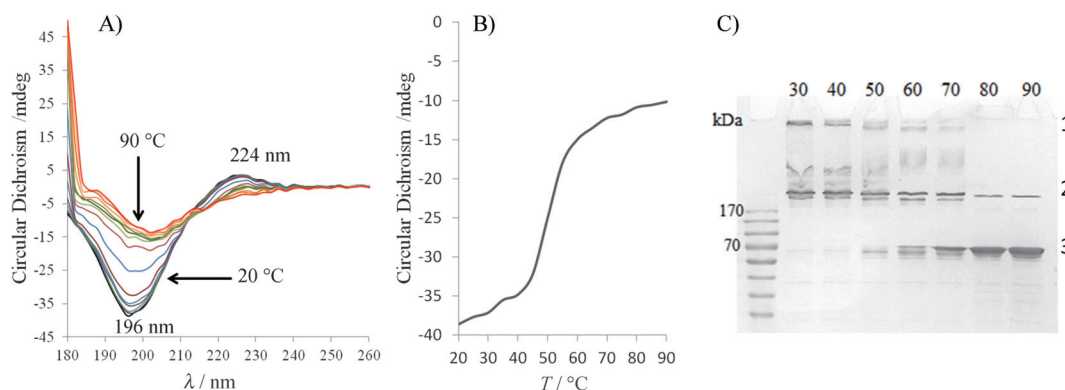 A)
Circular Dichroism /mdeg
45
35
25
15
5
-5
-15
-25
-35
-45
90 °C
224 nm
20 °C
196 nm
180 190 200 210 220 230 240 250 260
λ / nm
B)
Circular Dichroism /mdeg
0
-5
-10
-15
-20
-25
-30
-35
-40
20 30 40 50 60 70 80 90
T / °C
C)
30 40 50 60 70 80 90
kDa
170
70
2